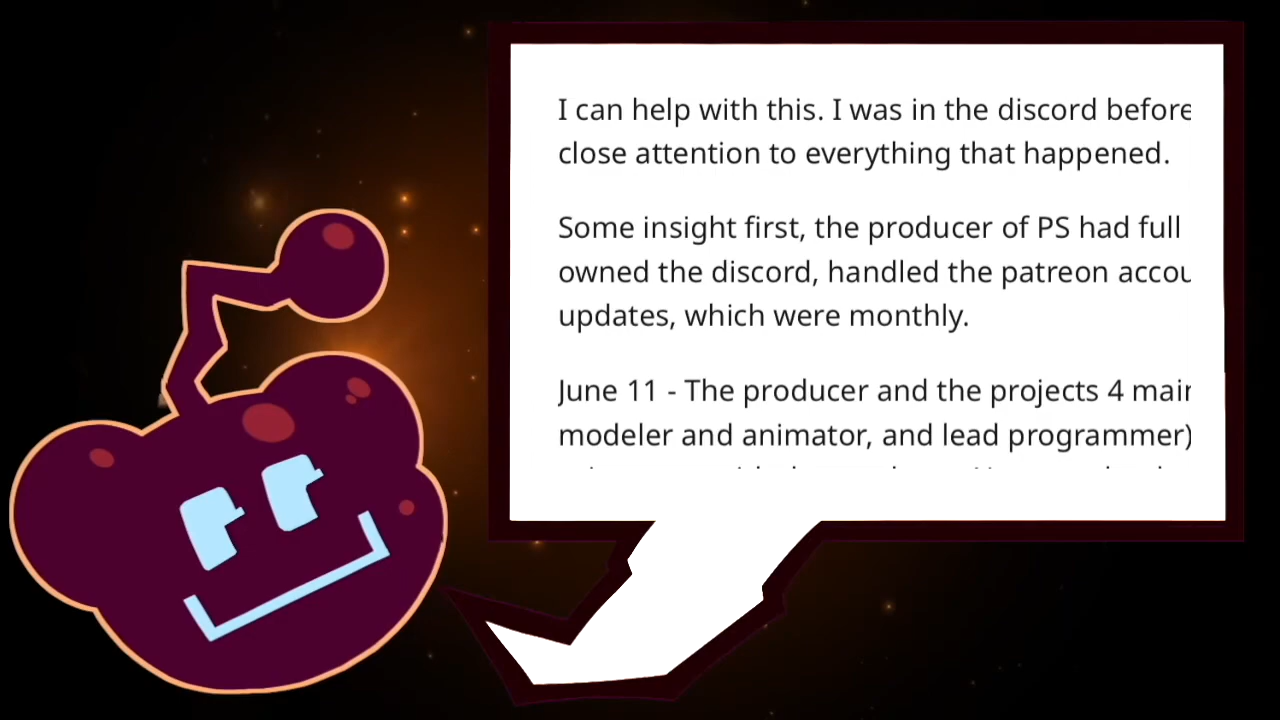 I can help with this. I was in the discord before
close attention to everything that happened.
Some insight first, the producer of PS had full
owned the discord, handled the patreon
updates, which were monthly.
June 11 - The producer and the projects 4
modeler and animator, and lead programmer)